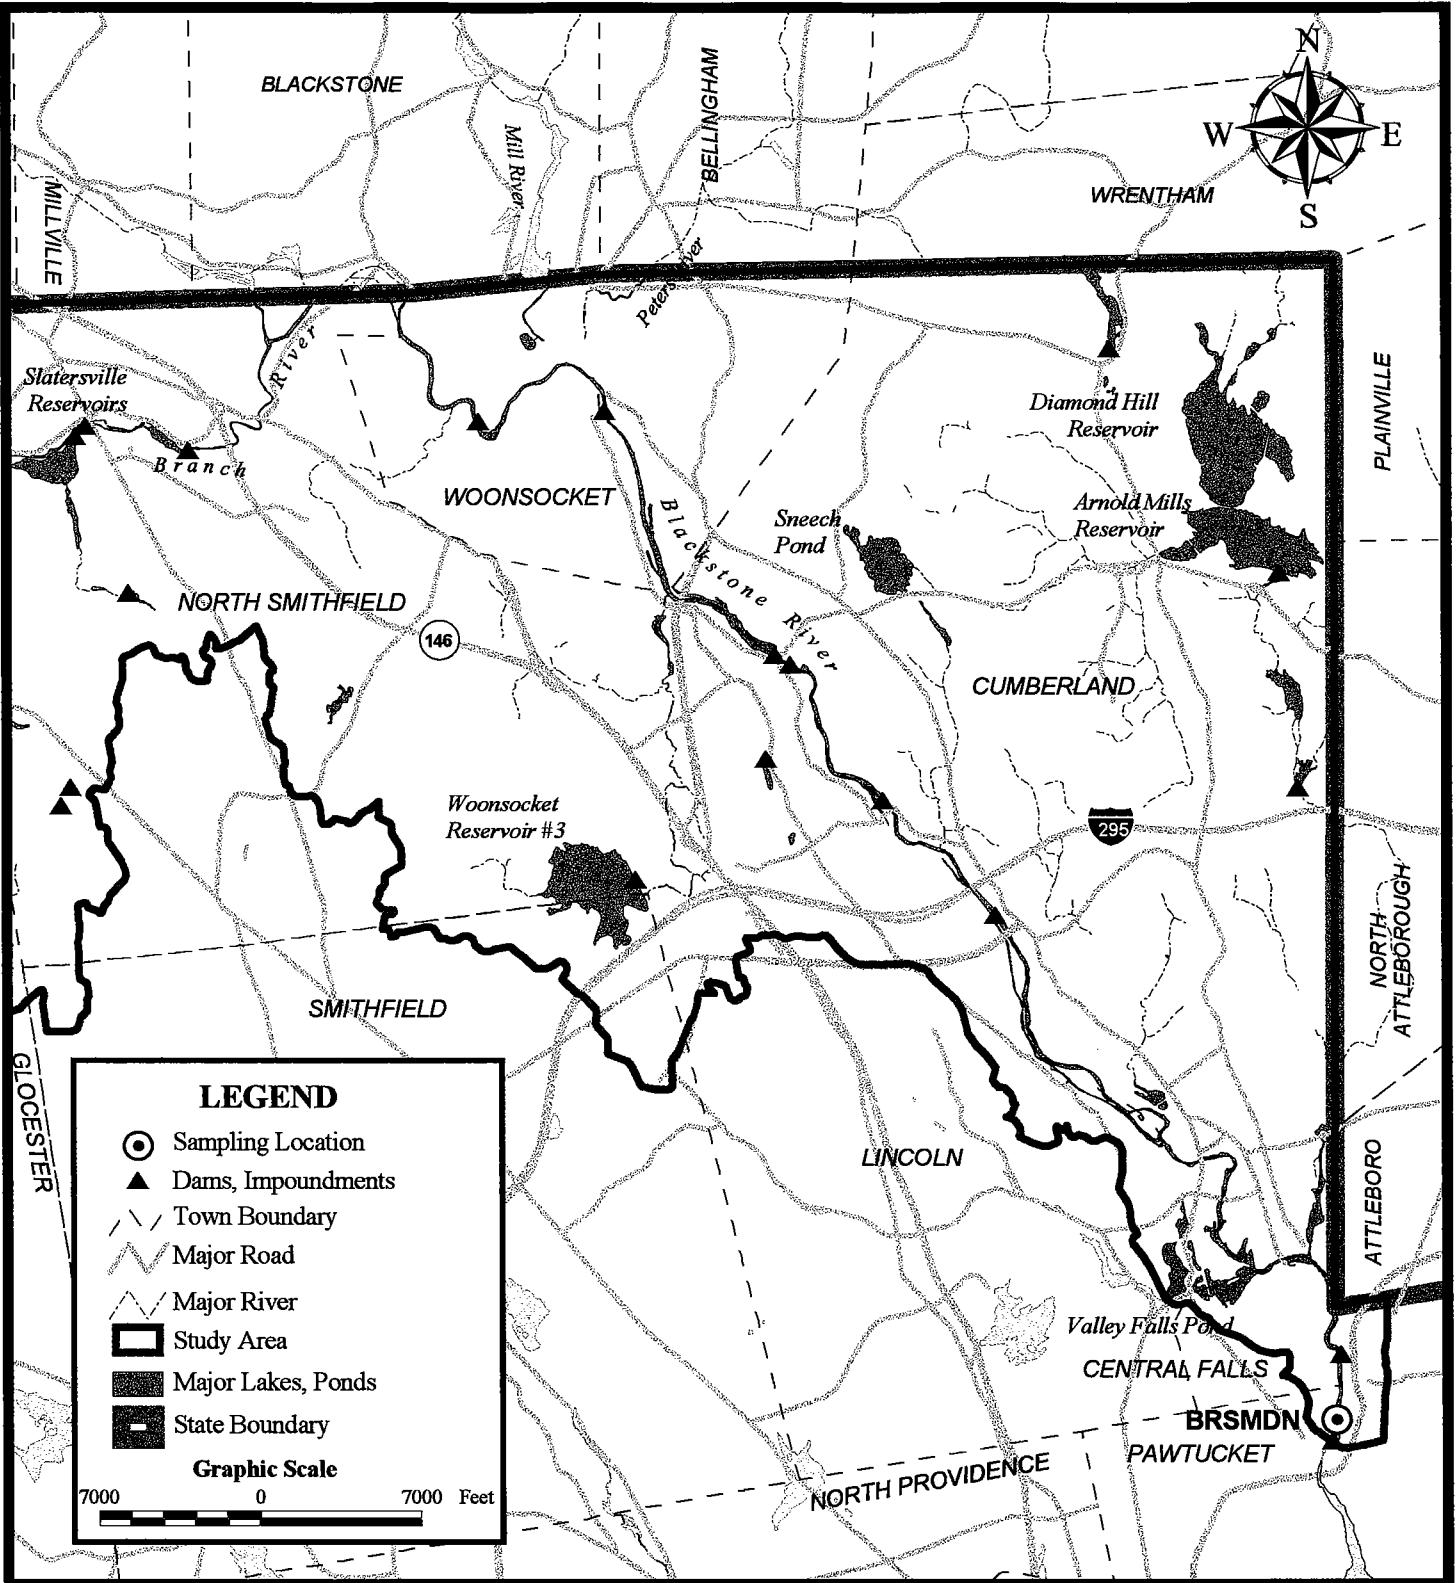 N
BLACKSTONE
BELLINGHAM
Mill River
W
E
MILLVILLE
WRENTHAM
S
Peters River
River
Slatersville
Reservoirs
PLAINVILLE
Diamond Hill
Reservoir
Branch
WOONSOCKET
Arnold Mills
Reservoir
Sneech
Pond
Blackstone River
NORTH SMITHFIELD
146
CUMBERLAND
Woonsocket
Reservoir #3
295
NORTH
ATTLEBOROUGH
SMITHFIELD
GLOCESTER
LINCOLN
ATTLEBORO
LEGEND
Sampling Location
Dams, Impoundments
Town Boundary
Major Road
Major River
Study Area
Major Lakes, Ponds
State Boundary
Graphic Scale
7000 0 7000 Feet
Valley Falls Pond
CENTRAL FALLS
BRSMDN
PAWTUCKET
NORTH PROVIDENCE